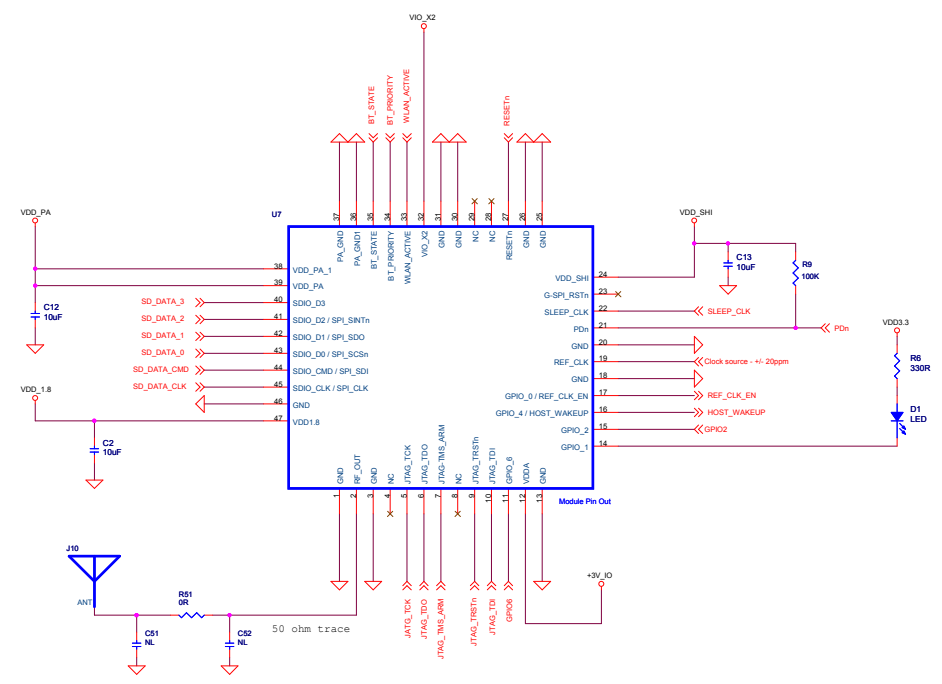 VIO_X2
BT_STATE
BT_PRIORITY
WLAN_ACTIVE
RESETn
37
36
35
34
33
32
31
30
29
28
27
26
25
U7
PA_GND
PA_GND1
BT_STATE
BT_PRIORITY
WLAN_ACTIVE
VIO_X2
GND
GND
NC
NC
RESETn
GND
GND
VDD_PA
VDD_SHI
C13
10uF
R9
100K
38 VDD_PA_1
39 VDD_PA
SD_DATA_3 40 SDIO_D3
SD_DATA_2 41 SDIO_D2 / SPI_SINTn
SD_DATA_1 42 SDIO_D1 / SPI_SDO
SD_DATA_0 43 SDIO_D0 / SPI_SCSn
SD_DATA_CMD 44 SDIO_CMD / SPI_SDI
SD_DATA_CLK 45 SDIO_CLK / SPI_CLK
46 GND
47 VDD1.8
C12
10uF
VDD_1.8
C2
10uF
VDD_SHI 24
G-SPI_RSTn 23
SLEEP_CLK 22 SLEEP_CLK
PDn 21 PDn
GND 20
REF_CLK 19 Clock source - +/- 20ppm
GND 18
GPIO_0 / REF_CLK_EN 17 REF_CLK_EN
GPIO_4 / HOST_WAKEUP 16 HOST_WAKEUP
GPIO_2 15 GPIO2
GPIO_1 14
VDD3.3
R6
330R
D1
LED
GND
RF_OUT
GND
NC
JTAG_TCK
JTAG_TDO
JTAG-TMS_ARM
NC
JTAG_TRSTn
JTAG_TDI
GPIO_6
VDDA
GND
1
2
3
4
5
6
7
8
9
10
11
12
13
Module Pin Out
JATG_TCK
JTAG_TDO
JTAG_TMS_ARM
JTAG_TRSTn
JTAG_TDI
GPIO6
+3V_IO
J10
ANT
R51
0R
C51
NL
C52
NL
50 ohm trace